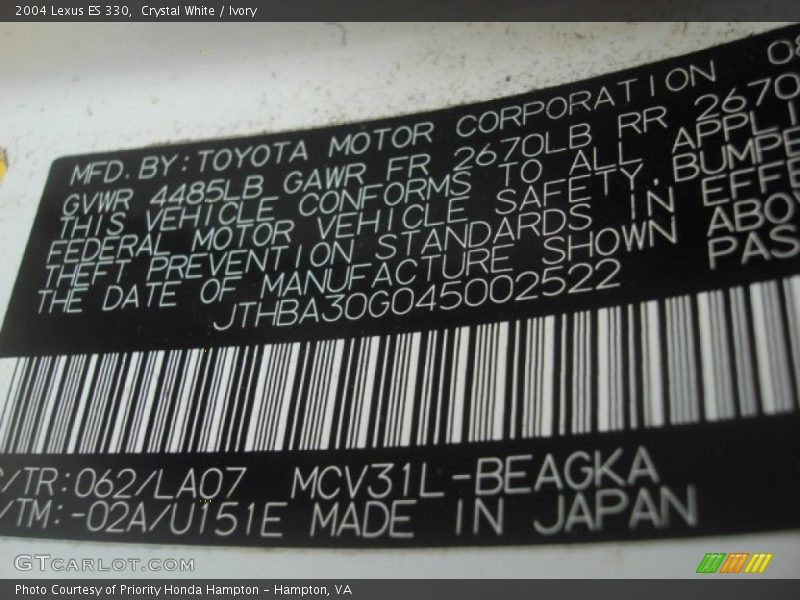 2004 Lexus ES 330, Crystal White / Ivory
MFD. BY: TOYOTA MOTOR CORPORATION 08
GVWR 4485LB GAWR FR 2670LB RR 2670
THIS VEHICLE CONFORMS TO ALL APPLI
FEDERAL MOTOR VEHICLE SAFETY, BUMPE
THEFT PREVENTION STANDARDS IN EFFE
THE DATE OF MANUFACTURE SHOWN ABOV
JTHBA30G045002522 PAS
/TR:062/LA07 MCV31L-BEAGKA
/TM:-02A/U151E MADE IN JAPAN
GTCARLOT.COM
Photo Courtesy of Priority Honda Hampton - Hampton, VA